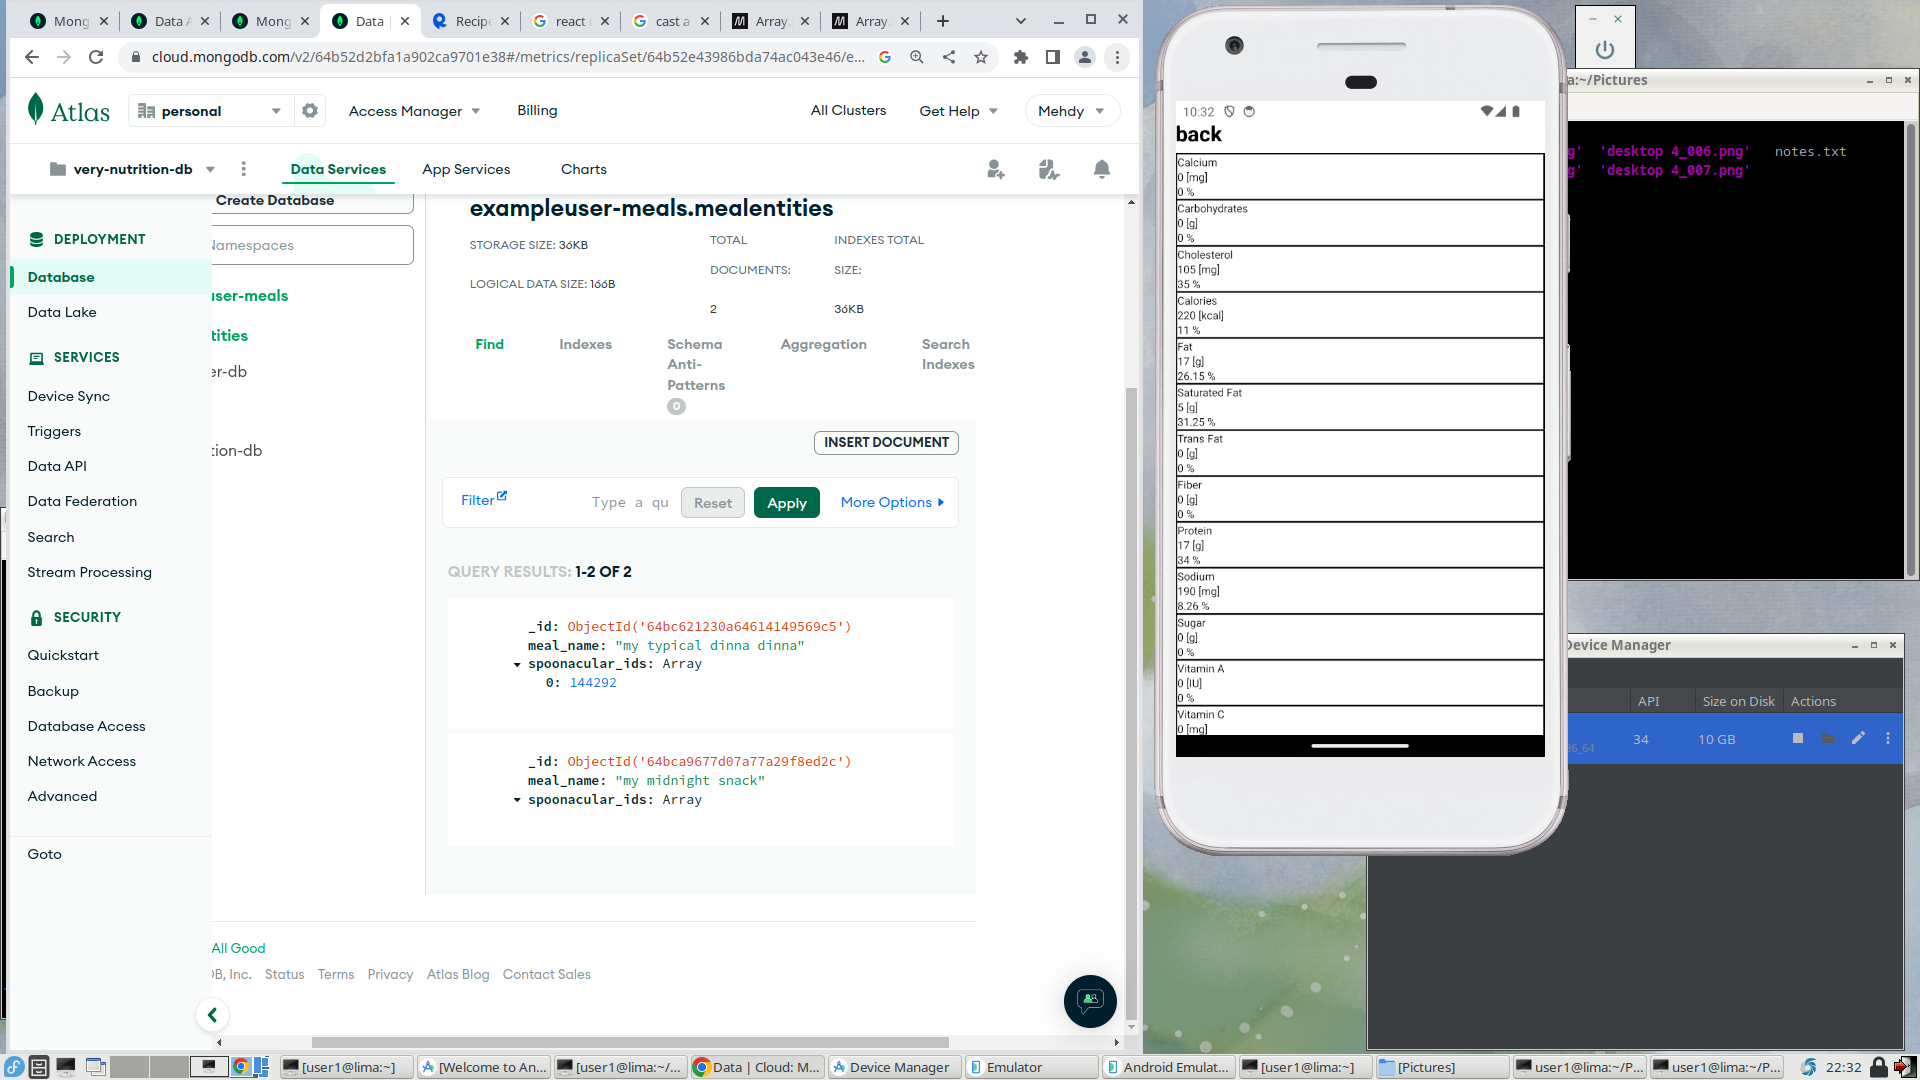 Mong
Data A
Mong
Data |
Recipe
react n
cast a
Array.
Array.
cloud.mongodb.com/v2/64b52d2bfa1a902ca9701e38#/metrics/replicaSet/64b52e43986bda74ac043e46/e...
Atlas
personal
Access Manager
Billing
All Clusters
Get Help
Mehdy
very-nutrition-db
Data Services
App Services
Charts
DEPLOYMENT
Database
Data Lake
SERVICES
Device Sync
Triggers
Data API
Data Federation
Search
Stream Processing
SECURITY
Quickstart
Backup
Database Access
Network Access
Advanced
Goto
Create Database
Namespaces
user-meals
tities
er-db
tion-db
exampleuser-meals.mealentities
STORAGE SIZE: 36KB
LOGICAL DATA SIZE: 166B
TOTAL
DOCUMENTS:
2
INDEXES TOTAL
SIZE:
36KB
Find
Indexes
Schema
Anti-
Patterns
0
Aggregation
Search
Indexes
INSERT DOCUMENT
Filter
Type a qu
Reset
Apply
More Options
QUERY RESULTS: 1-2 OF 2
_id: ObjectId('64bc621230a64614149569c5')
meal_name: "my typical dinna dinna"
spoonacular_ids: Array
0: 144292
_id: ObjectId('64bca9677d07a77a29f8ed2c')
meal_name: "my midnight snack"
spoonacular_ids: Array
All Good
DB, Inc. Status Terms Privacy Atlas Blog Contact Sales
10:32
back
Calcium
0 [mg]
0 %
Carbohydrates
0 [g]
0 %
Cholesterol
105 [mg]
35 %
Calories
220 [kcal]
11 %
Fat
17 [g]
26.15 %
Saturated Fat
5 [g]
31.25 %
Trans Fat
0 [g]
0 %
Fiber
0 [g]
0 %
Protein
17 [g]
34 %
Sodium
190 [mg]
8.26 %
Sugar
0 [g]
0 %
Vitamin A
0 [IU]
0 %
Vitamin C
0 [mg]
a:~/Pictures
g' 'desktop 4_006.png' notes.txt
g' 'desktop 4_007.png'
Device Manager
API
Size on Disk
Actions
86_64
34
10 GB
[user1@lima:~]
[Welcome to An...
[user1@lima:~/...
Data | Cloud: M...
Device Manager
Emulator
Android Emulat...
[user1@lima:~]
[Pictures]
user1@lima:~/P...
user1@lima:~/P...
22:32